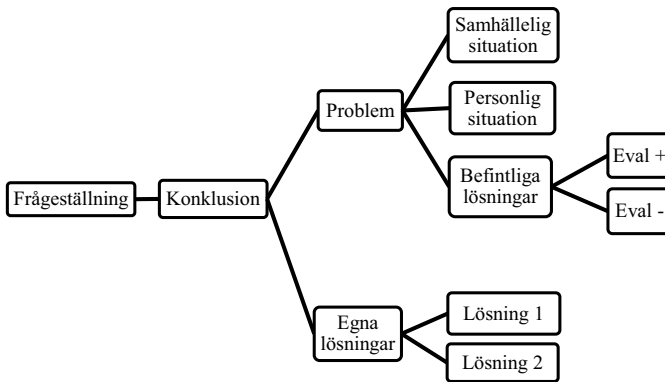 Frågeställning
Konklusion
Problem
Samhällelig
situation
Personlig
situation
Befintliga
lösningar
Eval +
Eval -
Egna
lösningar
Lösning 1
Lösning 2